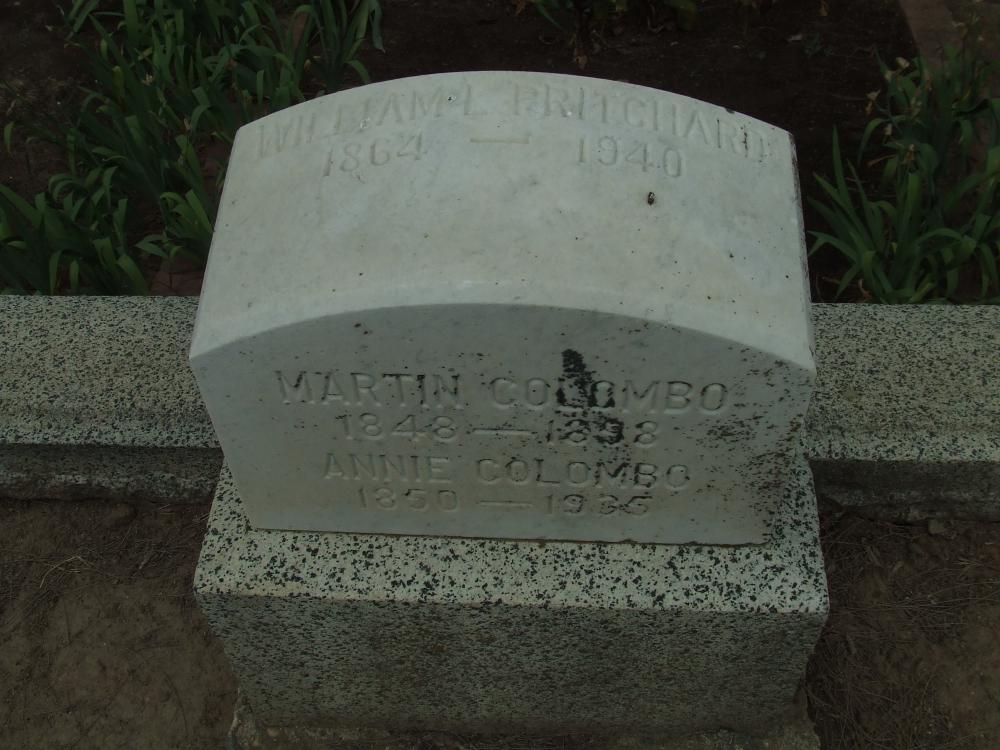 WILLIAM L PRITCHARD
1864 — 1940
MARTIN COLOMBO
1848 — 1898
ANNIE COLOMBO
1850 — 1935